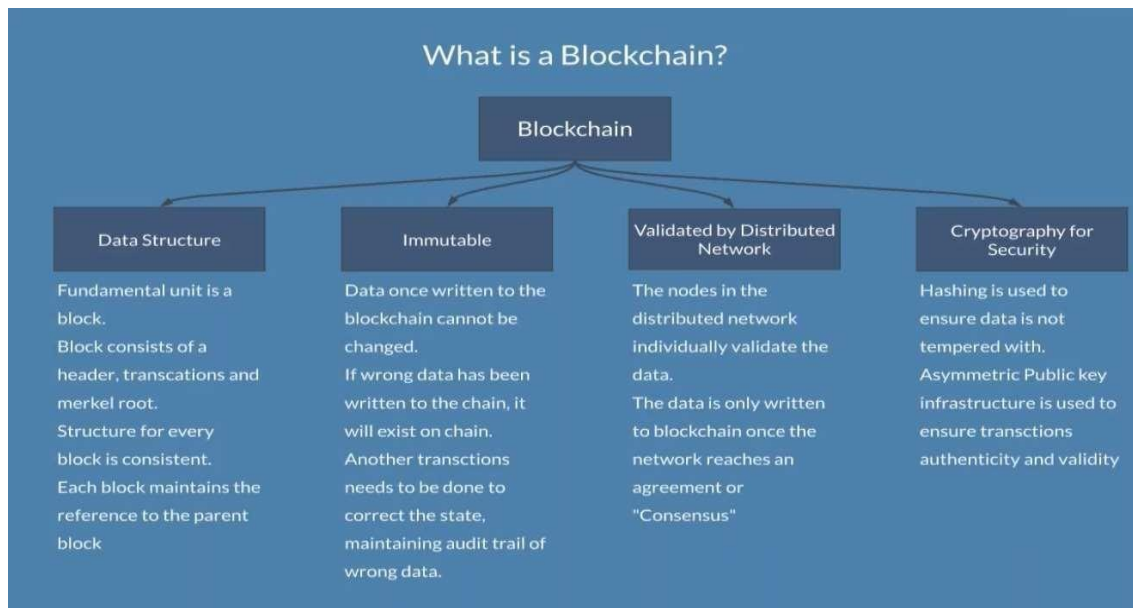 What is a Blockchain?
Blockchain
Data Structure
Fundamental unit is a
block.
Block consists of a
header, transcations and
merkel root.
Structure for every
block is consistent.
Each block maintains the
reference to the parent
block
Immutable
Data once written to the
blockchain cannot be
changed.
If wrong data has been
written to the chain, it
will exist on chain.
Another transctions
needs to be done to
correct the state,
maintaining audit trail of
wrong data.
Validated by Distributed
Network
The nodes in the
distributed network
individually validate the
data.
The data is only written
to blockchain once the
network reaches an
agreement or
"Consensus"
Cryptography for
Security
Hashing is used to
ensure data is not
tempered with.
Asymmetric Public key
infrastructure is used to
ensure transctions
authenticity and validity